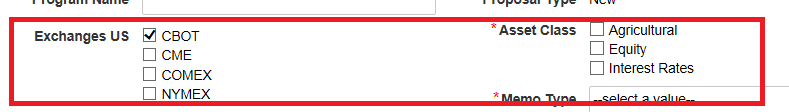 Program Name
Proposal Type New
Exchanges US CBOT
CME
COMEX
NYMEX
* Asset Class Agricultural
Equity
Interest Rates
* Memo Type --select a value--